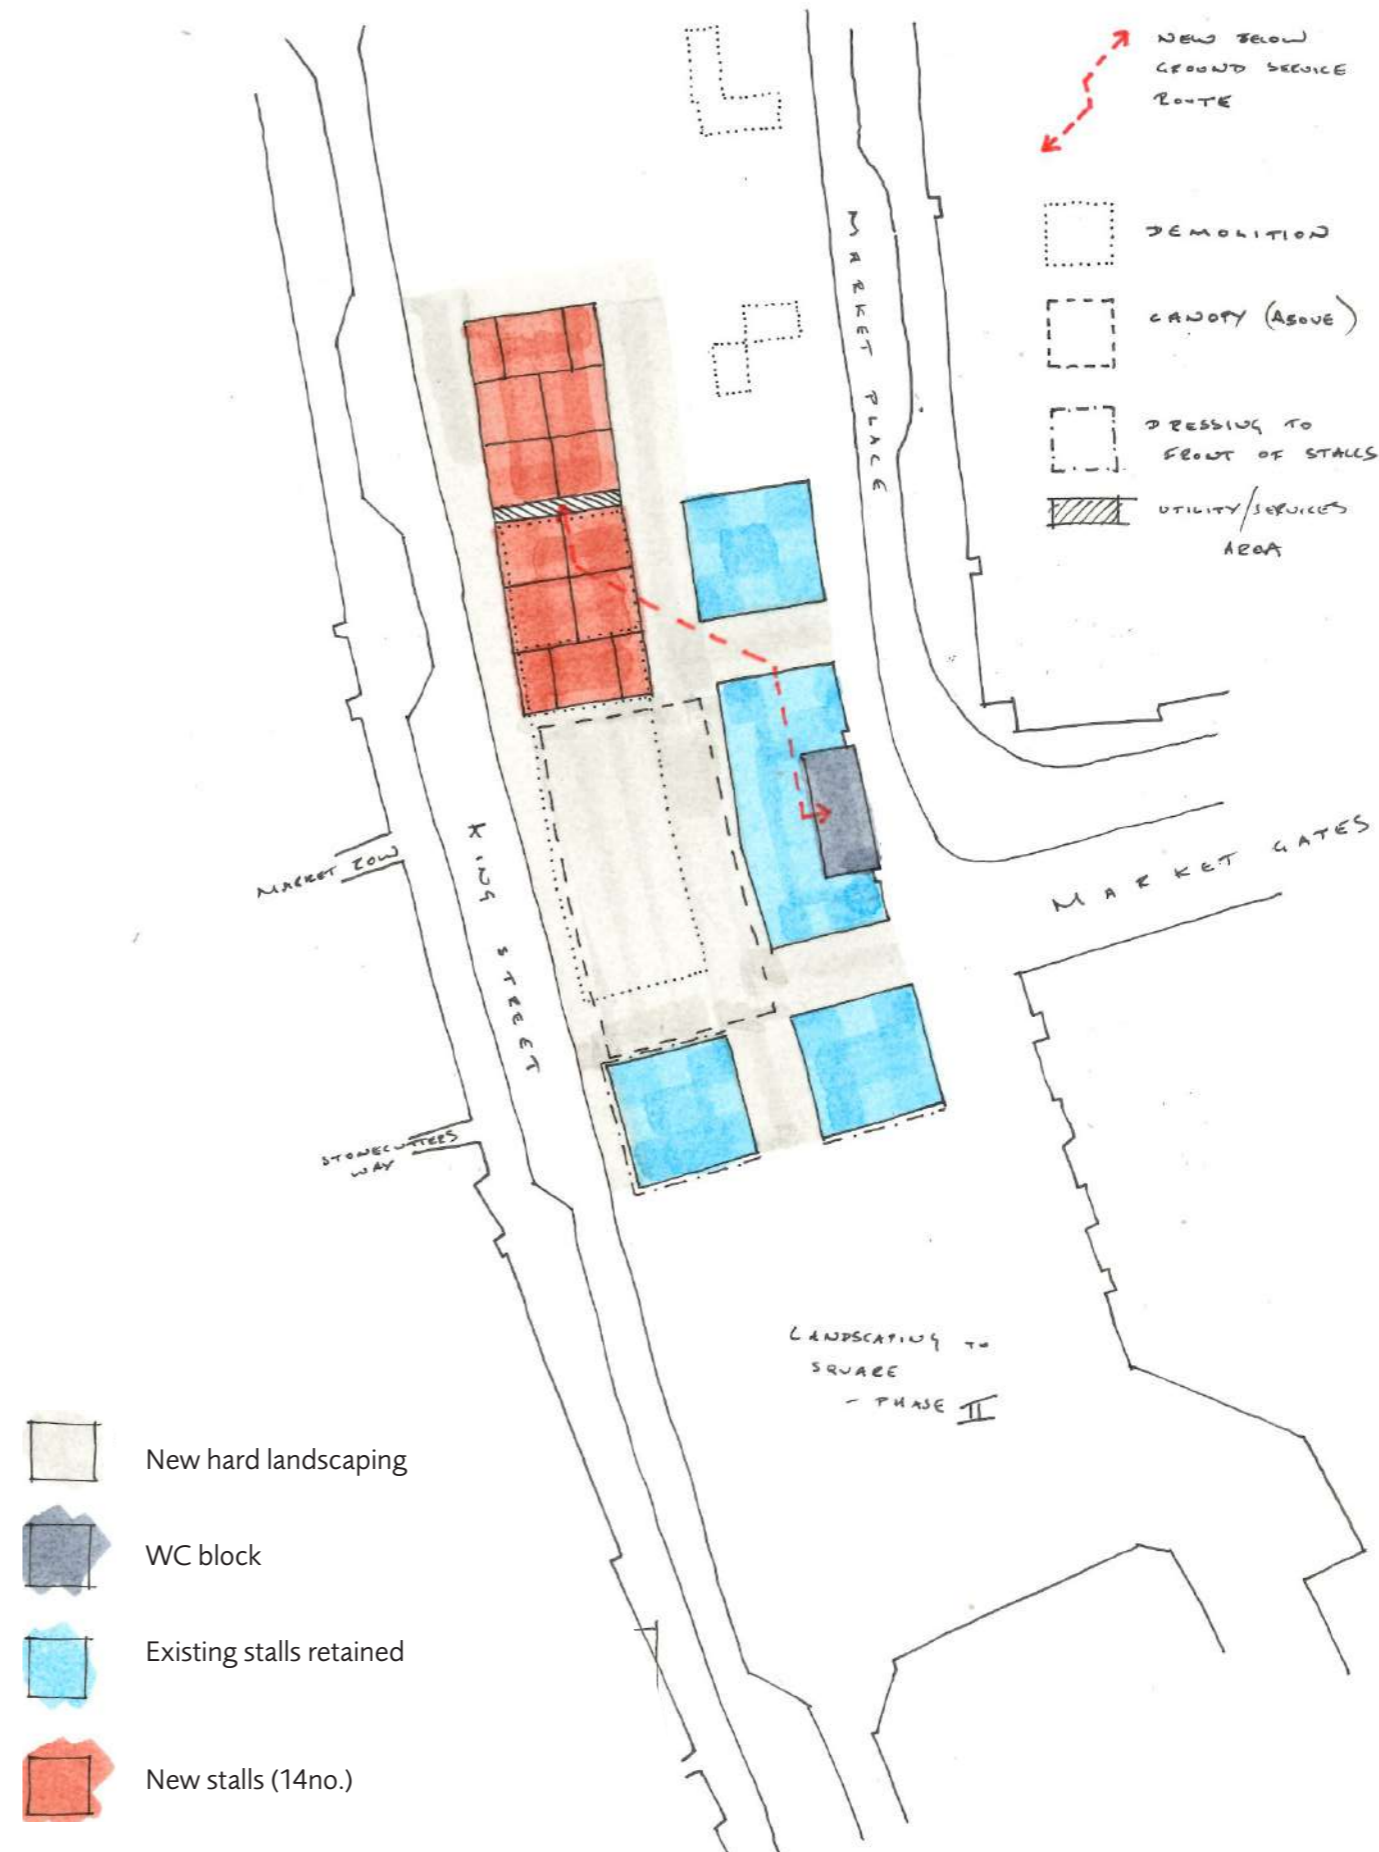 NEW BELOW
GROUND SERVICE
ROUTE
DEMOLITION
CANOPY (ABOVE)
DRESSING TO
FRONT OF STALLS
UTILITY/SERVICES
AREA
MARKET PLACE
MARKET GATES
MARKET ROW
KING STREET
STONECUTTERS
WAY
LANDSCAPING TO
SQUARE
- PHASE II
New hard landscaping
WC block
Existing stalls retained
New stalls (14no.)